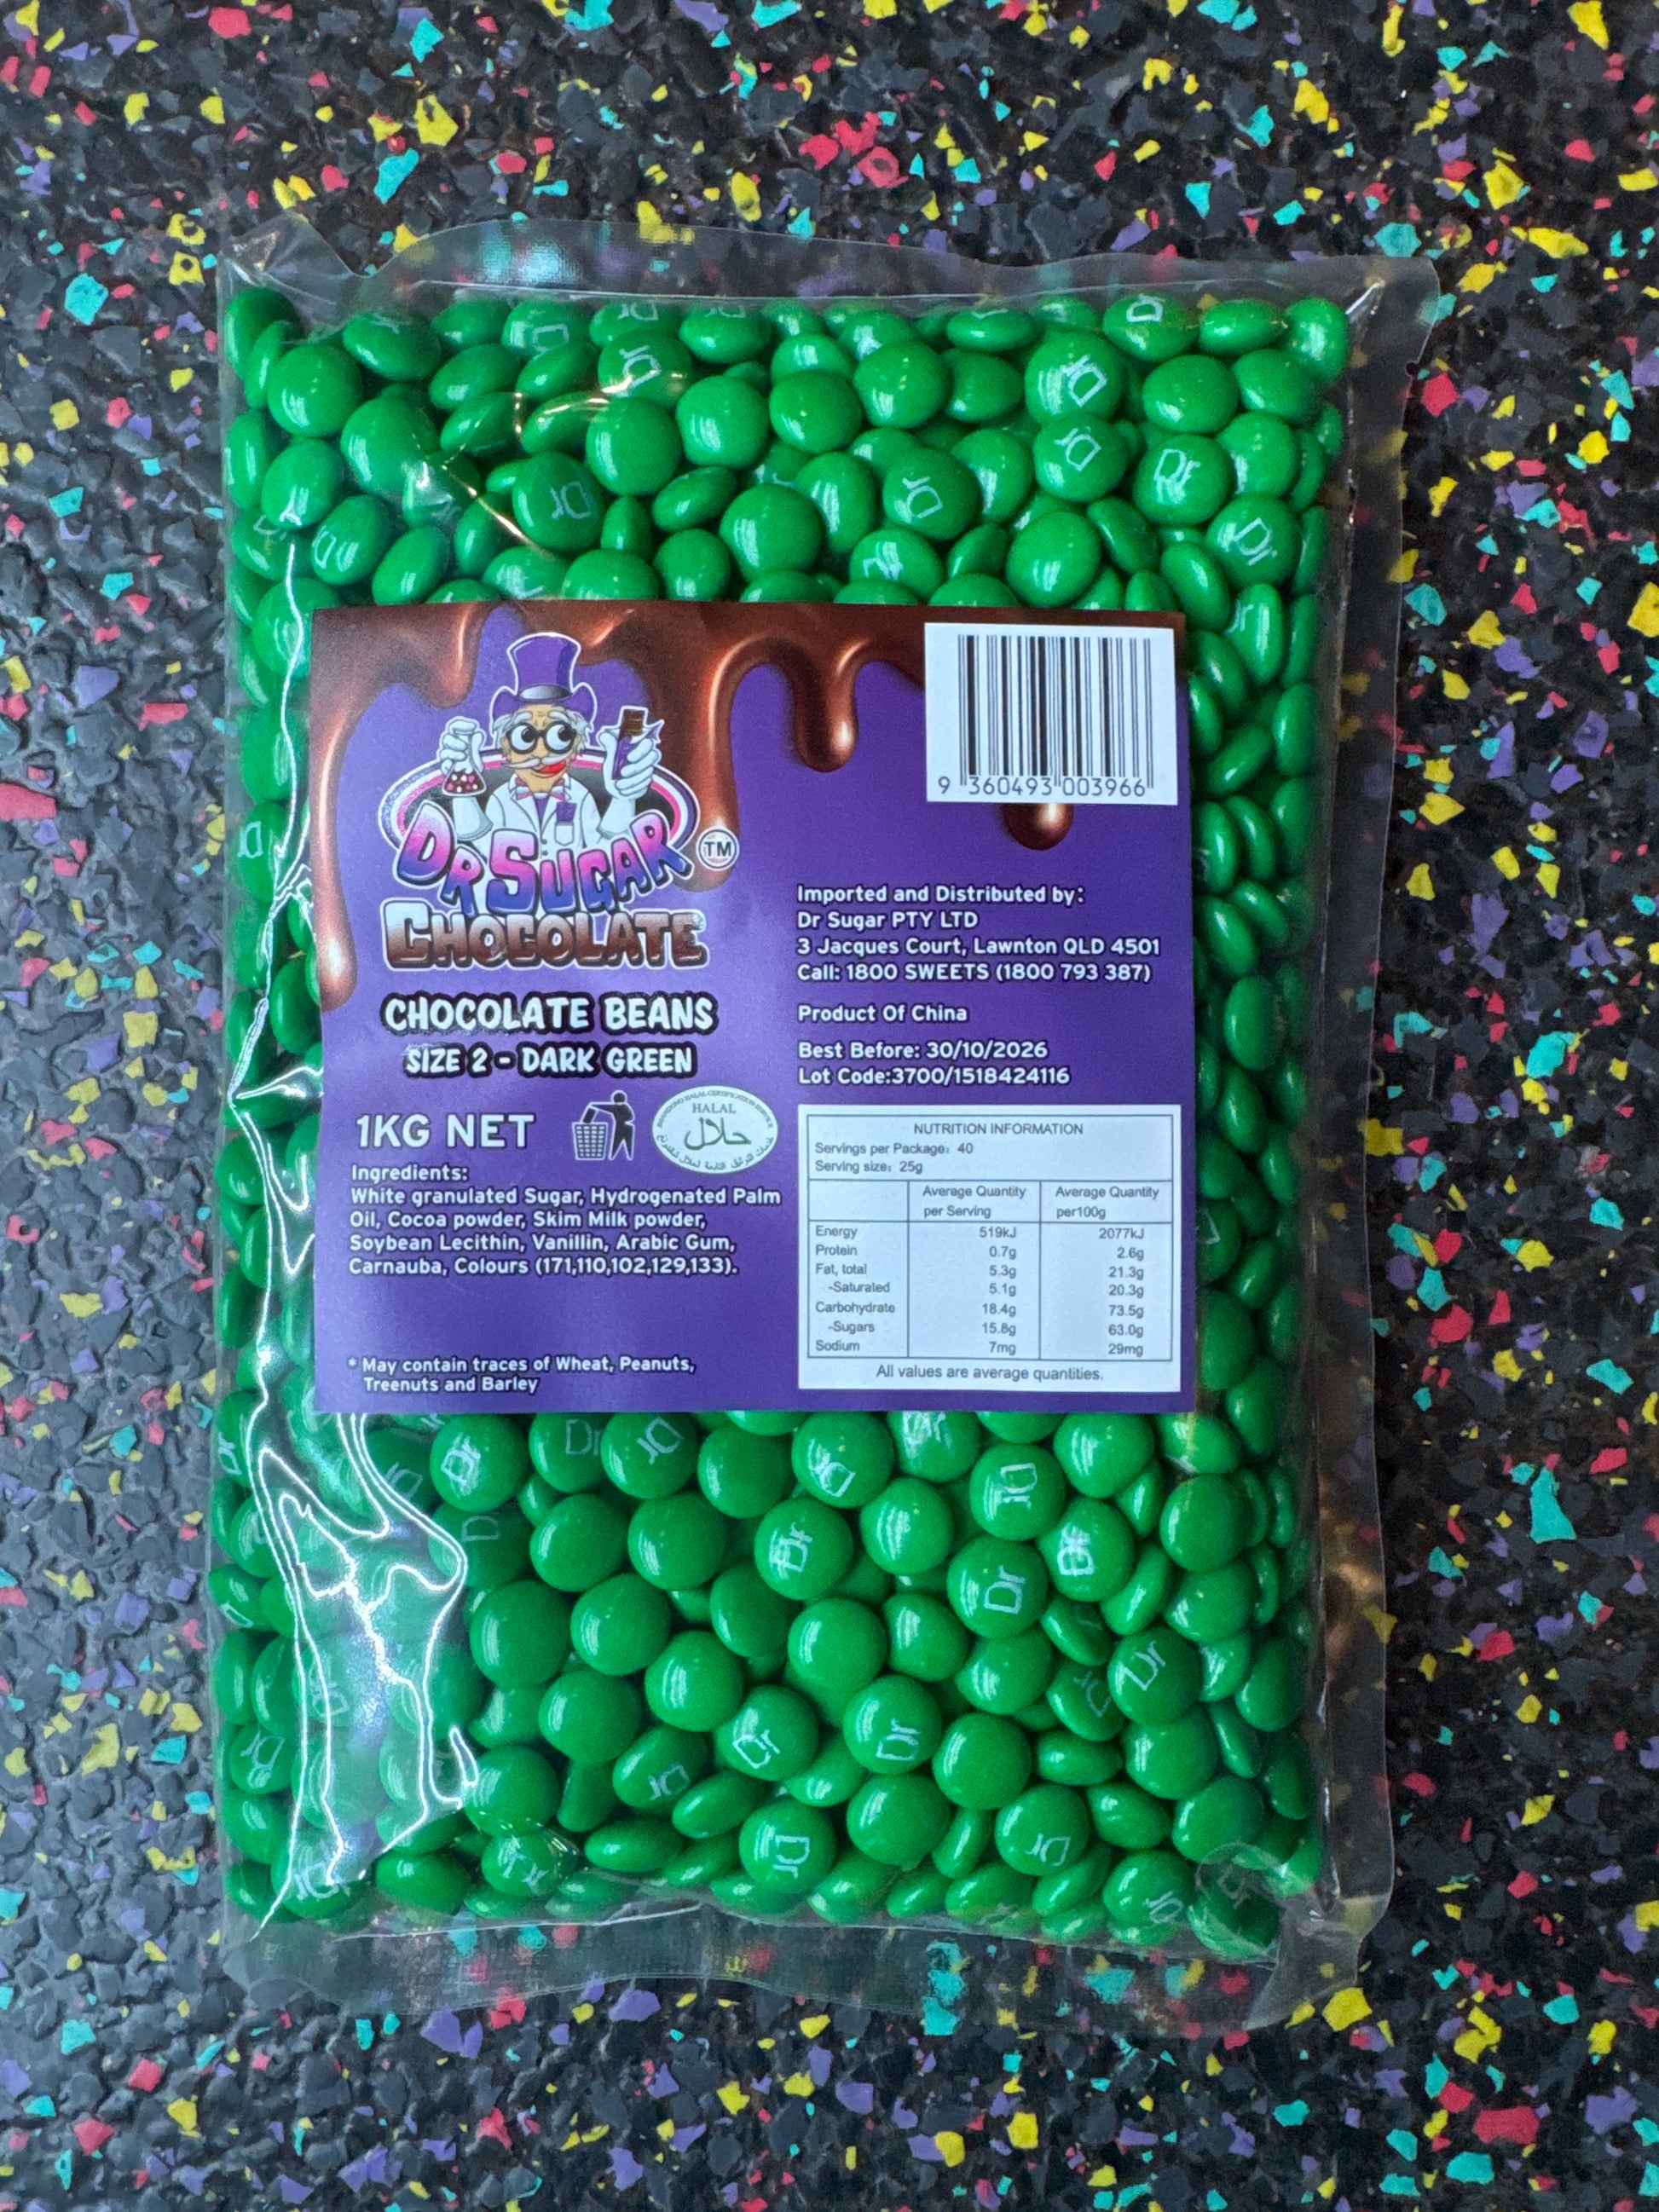 DR SUGAR
CHOCOLATE
TM
CHOCOLATE BEANS
SIZE 2 - DARK GREEN
1KG NET
HALAL
حلال
Ingredients:
White granulated Sugar, Hydrogenated Palm
Oil, Cocoa powder, Skim Milk powder,
Soybean Lecithin, Vanillin, Arabic Gum,
Carnauba, Colours (171,110,102,129,133).
* May contain traces of Wheat, Peanuts,
Treenuts and Barley
9 360493 003966
Imported and Distributed by:
Dr Sugar PTY LTD
3 Jacques Court, Lawnton QLD 4501
Call: 1800 SWEETS (1800 793 387)
Product Of China
Best Before: 30/10/2026
Lot Code:3700/1518424116
NUTRITION INFORMATION
Servings per Package: 40
Serving size: 25g
Average Quantity per Serving Average Quantity per100g
Energy 519kJ 2077kJ
Protein 0.7g 2.6g
Fat, total 5.3g 21.3g
-Saturated 5.1g 20.3g
Carbohydrate 18.4g 73.5g
-Sugars 15.8g 63.0g
Sodium 7mg 29mg
All values are average quantities.
Dr